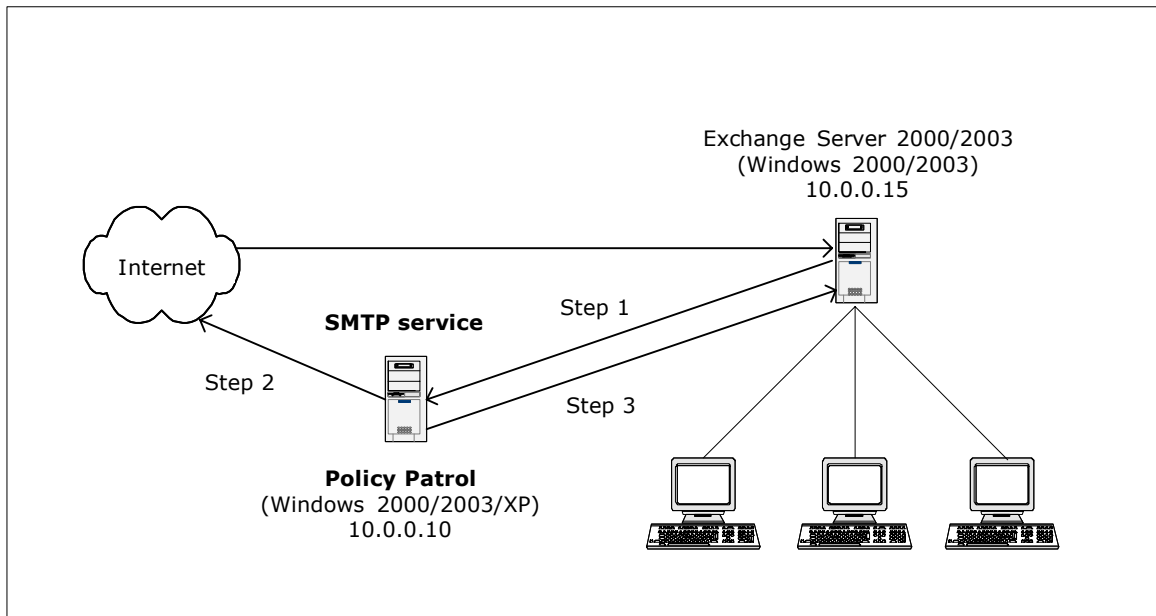 Exchange Server 2000/2003
(Windows 2000/2003)
10.0.0.15
Internet
Step 1
SMTP service
Step 2
Step 3
Policy Patrol
(Windows 2000/2003/XP)
10.0.0.10